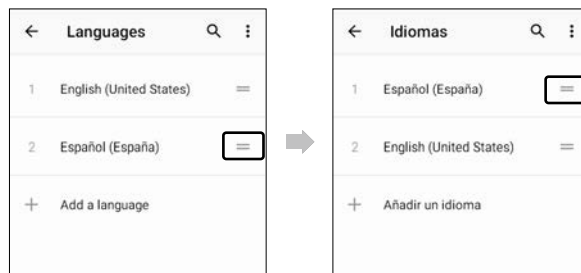 Languages
1 English (United States)
2 Español (España)
Add a language
Idiomas
1 Español (España)
2 English (United States)
Añadir un idioma